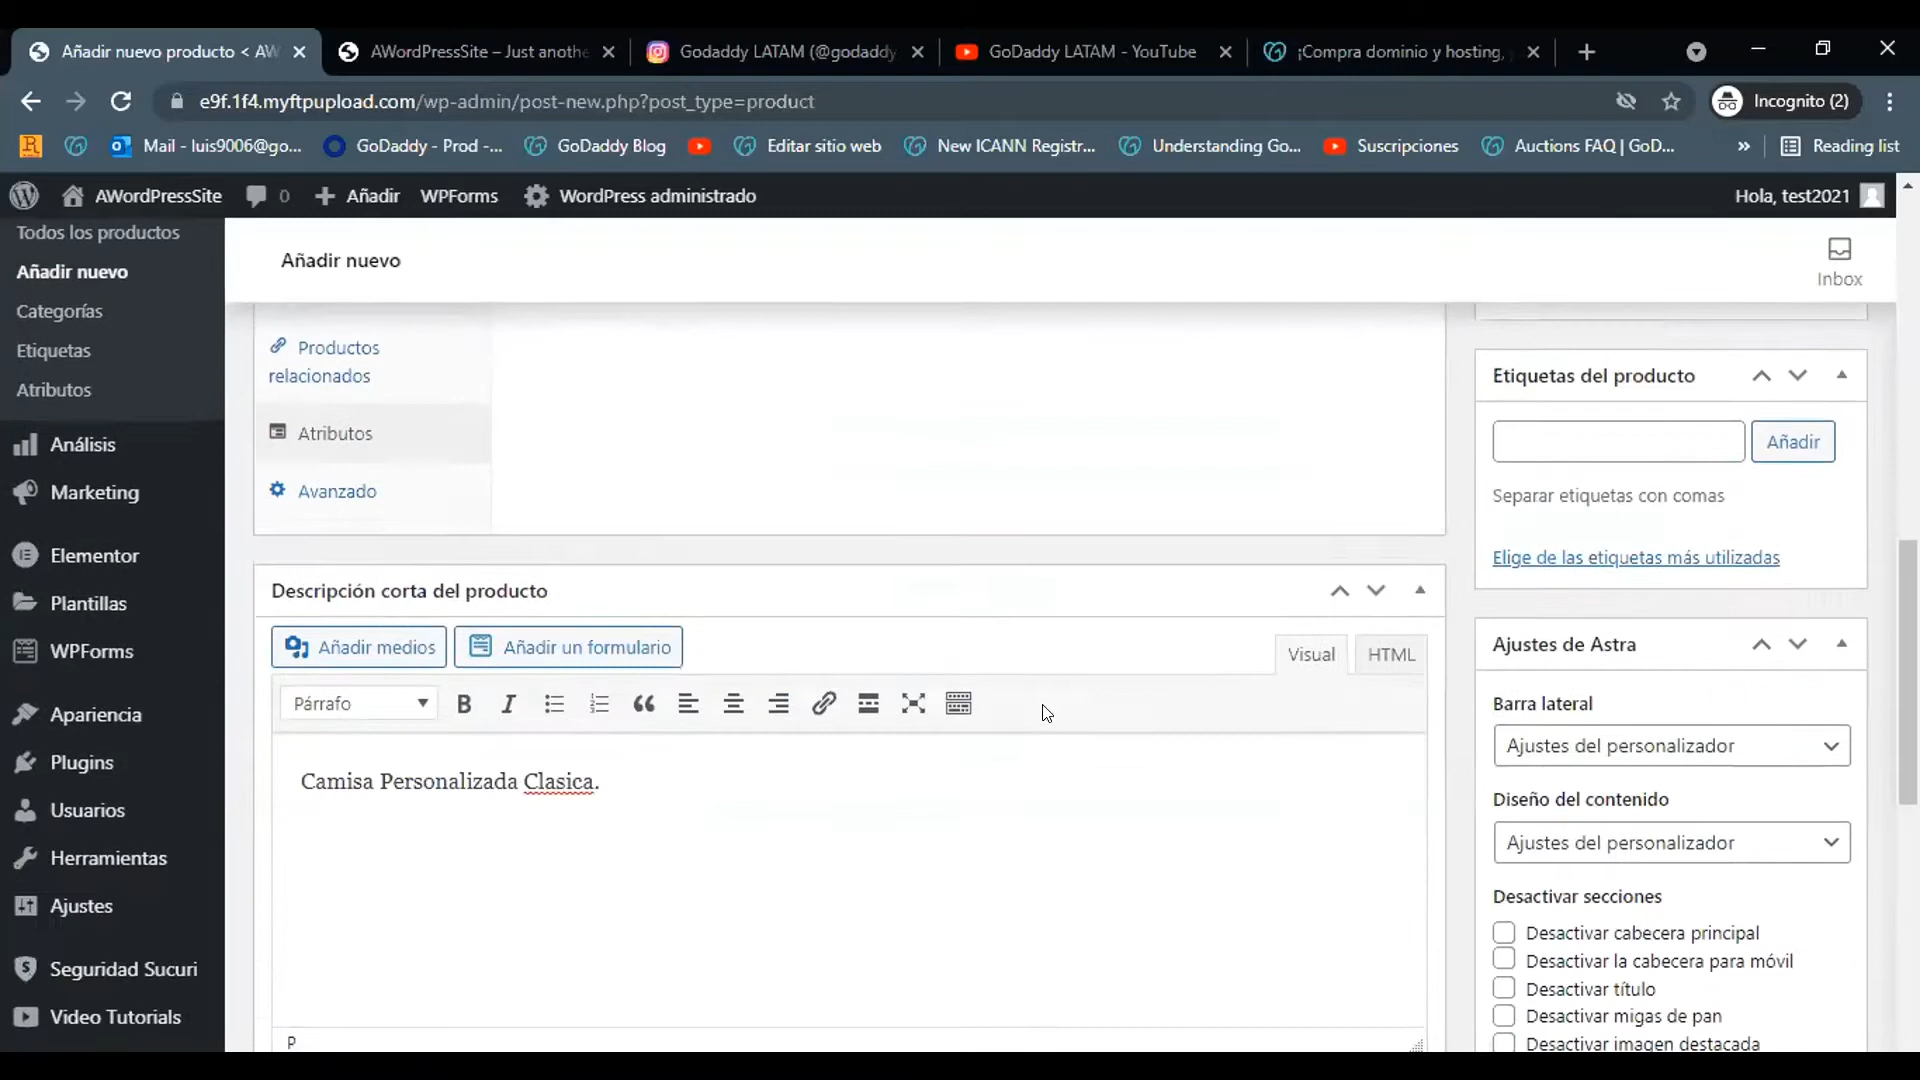 Añadir nuevo producto < AW
AWordPressSite – Just anothe
Godaddy LATAM (@godaddy
GoDaddy LATAM - YouTube
¡Compra dominio y hosting,
e9f.1f4.myftpupload.com/wp-admin/post-new.php?post_type=product
Incognito (2)
Mail - luis9006@go...
GoDaddy - Prod -...
GoDaddy Blog
Editar sitio web
New ICANN Registr...
Understanding Go...
Suscripciones
Auctions FAQ | GoD...
»
Reading list
AWordPressSite
0
Añadir
WPForms
WordPress administrado
Hola, test2021
Todos los productos
Añadir nuevo
Categorías
Etiquetas
Atributos
Análisis
Marketing
Elementor
Plantillas
WPForms
Apariencia
Plugins
Usuarios
Herramientas
Ajustes
Seguridad Sucuri
Video Tutorials
Añadir nuevo
Inbox
Productos
relacionados
Atributos
Avanzado
Descripción corta del producto
Añadir medios
Añadir un formulario
Visual
HTML
Párrafo
B
I
Camisa Personalizada Clasica.
P
Etiquetas del producto
Añadir
Separar etiquetas con comas
Elige de las etiquetas más utilizadas
Ajustes de Astra
Barra lateral
Ajustes del personalizador
Diseño del contenido
Ajustes del personalizador
Desactivar secciones
Desactivar cabecera principal
Desactivar la cabecera para móvil
Desactivar título
Desactivar migas de pan
Desactivar imagen destacada